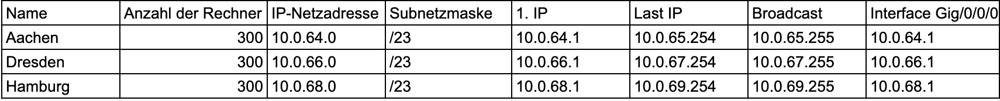 Name Anzahl der Rechner IP-Netzadresse Subnetzmaske 1. IP Last IP Broadcast Interface Gig/0/0/0
Aachen 300 10.0.64.0 /23 10.0.64.1 10.0.65.254 10.0.65.255 10.0.64.1
Dresden 300 10.0.66.0 /23 10.0.66.1 10.0.67.254 10.0.67.255 10.0.66.1
Hamburg 300 10.0.68.0 /23 10.0.68.1 10.0.69.254 10.0.69.255 10.0.68.1